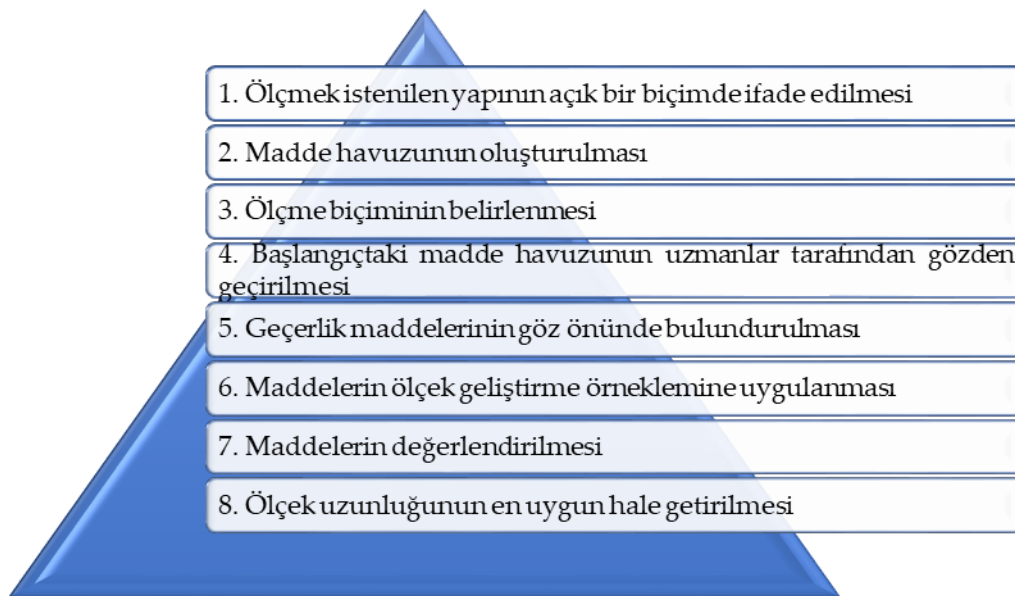 1. Ölçmek istenilen yapının açık bir biçimde ifade edilmesi
2. Madde havuzunun oluşturulması
3. Ölçme biçiminin belirlenmesi
4. Başlangıçtaki madde havuzunun uzmanlar tarafından gözden
geçirilmesi
5. Geçerlik maddelerinin göz önünde bulundurulması
6. Maddelerin ölçek geliştirme örneklemine uygulanması
7. Maddelerin değerlendirilmesi
8. Ölçek uzunluğunun en uygun hale getirilmesi